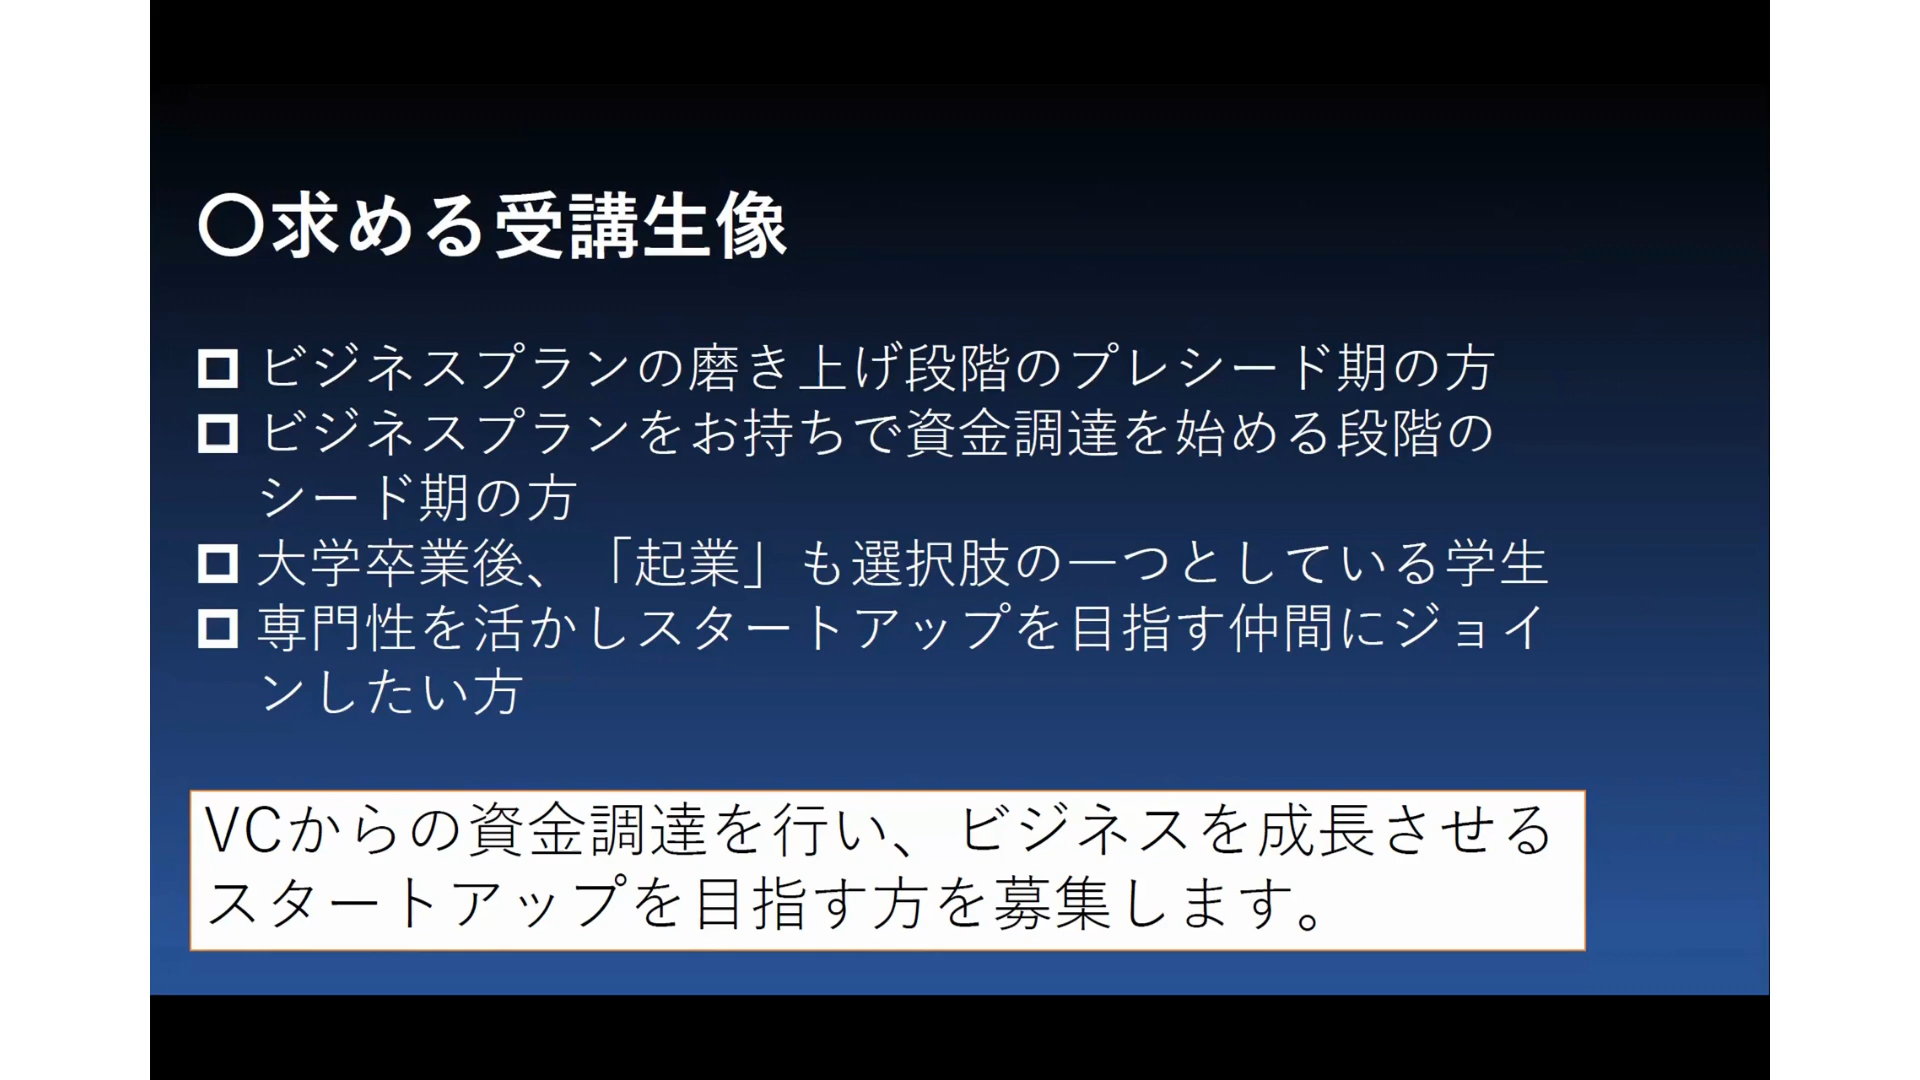 〇求める受講生像
ビジネスプランの磨き上げ段階のプレシード期の方
ビジネスプランをお持ちで資金調達を始める段階の
シード期の方
大学卒業後、「起業」も選択肢の一つとしている学生
専門性を活かしスタートアップを目指す仲間にジョイ
ンしたい方
VCからの資金調達を行い、ビジネスを成長させる
スタートアップを目指す方を募集します。